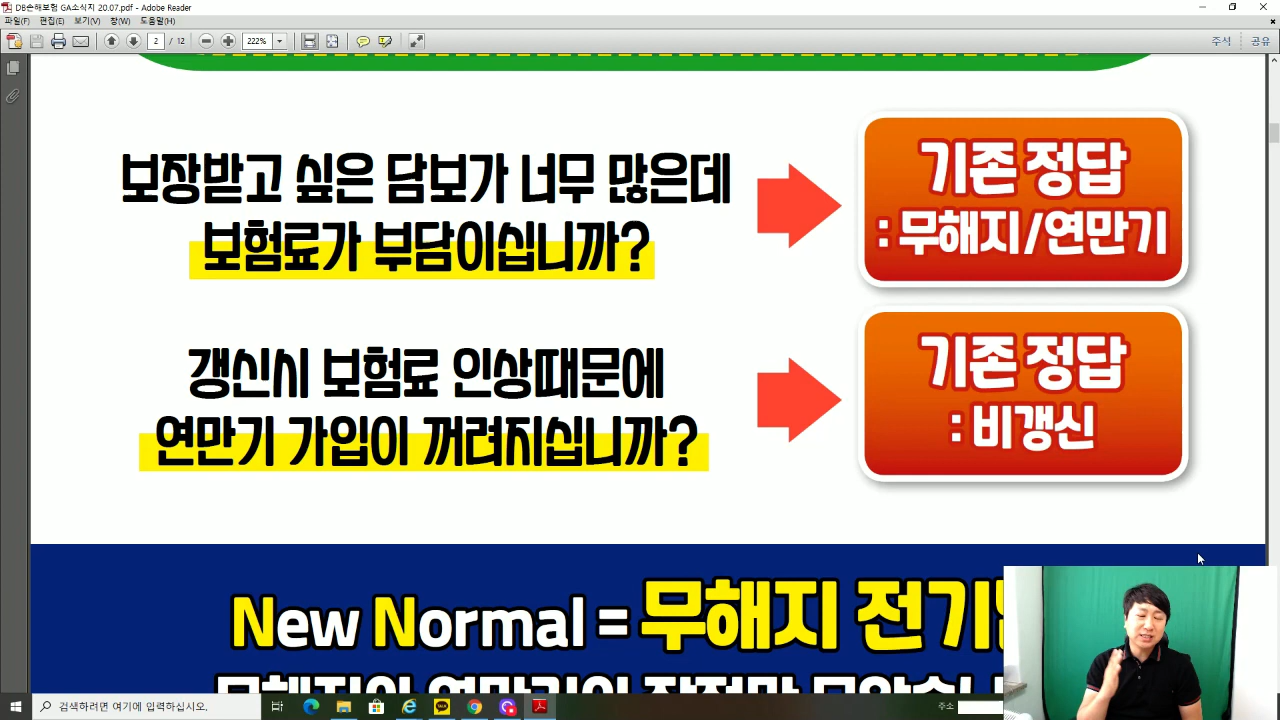 DB손해보험 GA소식지 20.07.pdf - Adobe Reader
파일(F) 편집(E) 보기(V) 창(W) 도움말(H)
2 / 12 222% 주석 공유
보장받고 싶은 담보가 너무 많은데
보험료가 부담이십니까?
기존 정답
: 무해지/연만기
갱신시 보험료 인상때문에
연만기 가입이 꺼려지십니까?
기존 정답
: 비갱신
New Normal = 무해지 전기
검색하려면 여기에 입력하십시오.
TALK
주소